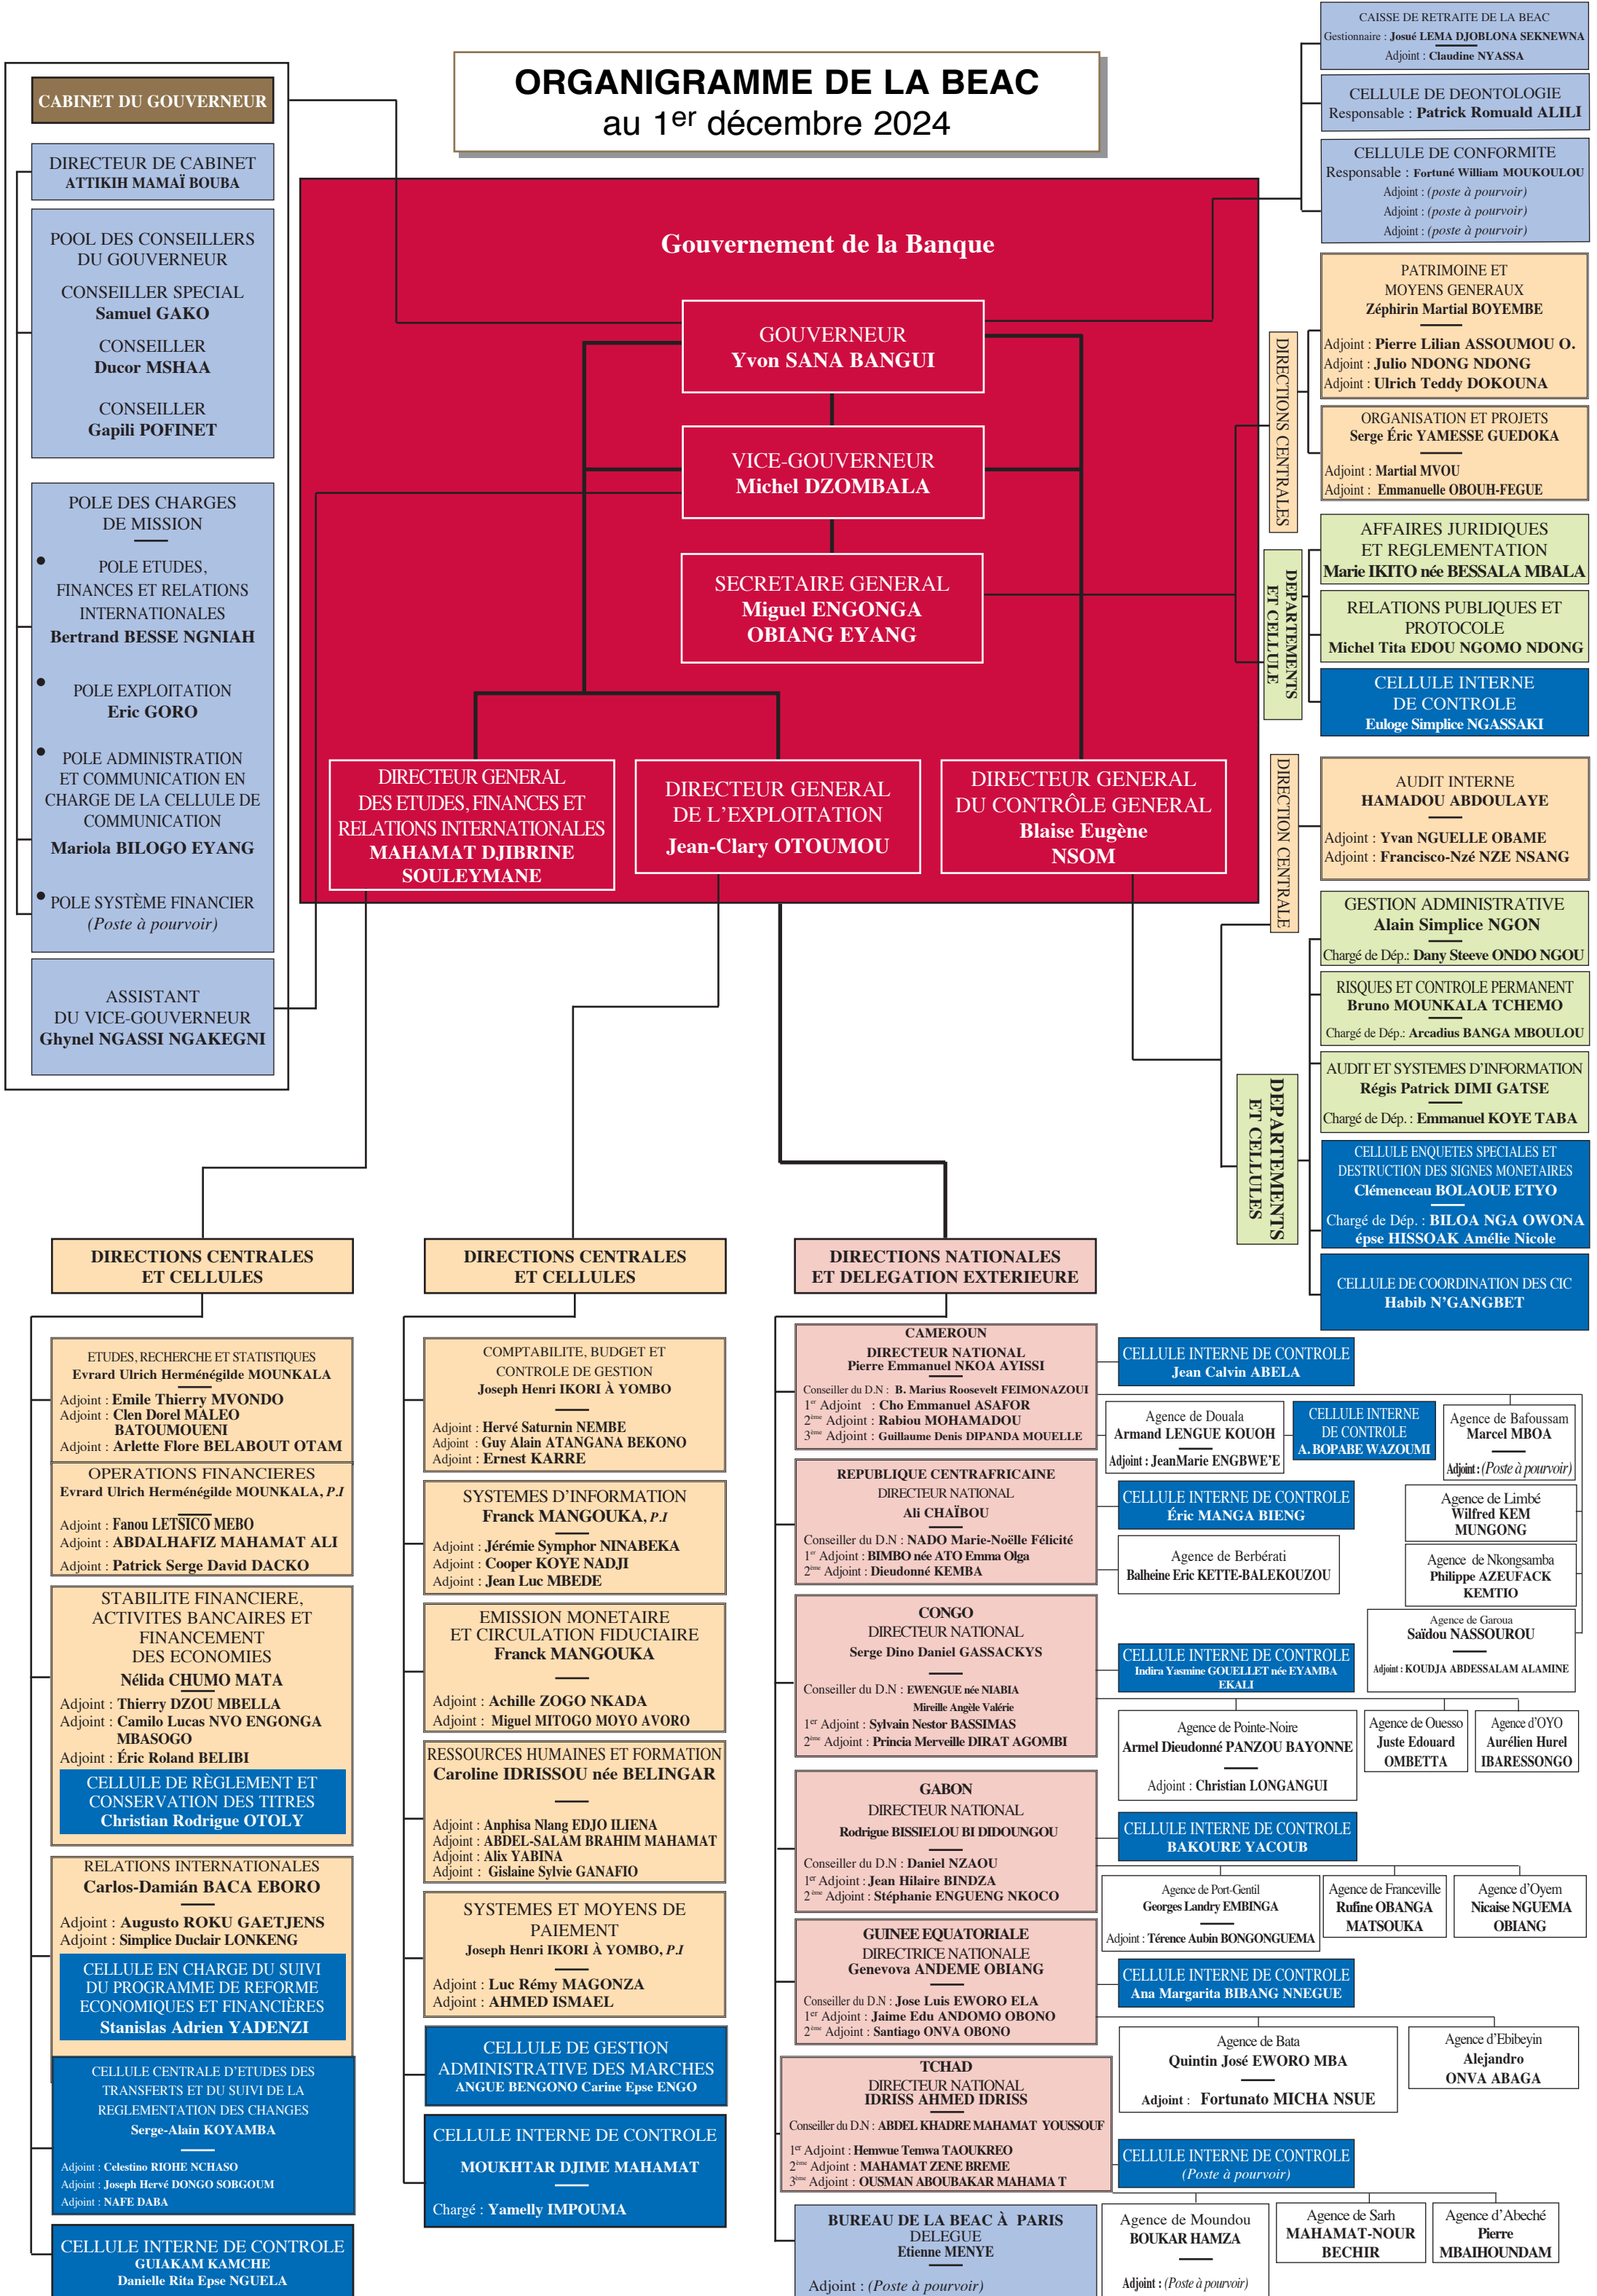 ORGANIGRAMME DE LA BEAC
au 1er décembre 2024
CABINET DU GOUVERNEUR
DIRECTEUR DE CABINET
ATTIKIH MAMAÏ BOUBA
POOL DES CONSEILLERS
DU GOUVERNEUR
CONSEILLER SPECIAL
Samuel GAKO
CONSEILLER
Ducor MSHAA
CONSEILLER
Gapili POFINET
POLE DES CHARGES
DE MISSION
• POLE ETUDES,
FINANCES ET RELATIONS
INTERNATIONALES
Bertrand BESSE NGNIAH
• POLE EXPLOITATION
Eric GORO
• POLE ADMINISTRATION
ET COMMUNICATION EN
CHARGE DE LA CELLULE DE
COMMUNICATION
Mariola BILOGO EYANG
• POLE SYSTÈME FINANCIER
(Poste à pourvoir)
ASSISTANT
DU VICE-GOUVERNEUR
Ghynel NGASSI NGAKEGNI
Gouvernement de la Banque
GOUVERNEUR
Yvon SANA BANGUI
VICE-GOUVERNEUR
Michel DZOMBALA
SECRETAIRE GENERAL
Miguel ENGONGA
OBIANG EYANG
DIRECTEUR GENERAL
DES ETUDES, FINANCES ET
RELATIONS INTERNATIONALES
MAHAMAT DJIBRINE
SOULEYMANE
DIRECTEUR GENERAL
DE L'EXPLOITATION
Jean-Clary OTOUMOU
DIRECTEUR GENERAL
DU CONTRÔLE GENERAL
Blaise Eugène
NSOM
CAISSE DE RETRAITE DE LA BEAC
Gestionnaire : Josué LEMA DJOBLONA SEKNEWNA
Adjoint : Claudine NYASSA
CELLULE DE DEONTOLOGIE
Responsable : Patrick Romuald ALILI
CELLULE DE CONFORMITE
Responsable : Fortuné William MOUKOULOU
Adjoint : (poste à pourvoir)
Adjoint : (poste à pourvoir)
Adjoint : (poste à pourvoir)
DIRECTIONS CENTRALES
PATRIMOINE ET
MOYENS GENERAUX
Zéphirin Martial BOYEMBE
Adjoint : Pierre Lilian ASSOUMOU O.
Adjoint : Julio NDONG NDONG
Adjoint : Ulrich Teddy DOKOUNA
ORGANISATION ET PROJETS
Serge Éric YAMESSE GUEDOKA
Adjoint : Martial MVOU
Adjoint : Emmanuelle OBOUH-FEGUE
DEPARTEMENTS
ET CELLULE
AFFAIRES JURIDIQUES
ET REGLEMENTATION
Marie IKITO née BESSALA MBALA
RELATIONS PUBLIQUES ET
PROTOCOLE
Michel Tita EDOU NGOMO NDONG
CELLULE INTERNE
DE CONTROLE
Euloge Simplice NGASSAKI
DIRECTION CENTRALE
AUDIT INTERNE
HAMADOU ABDOULAYE
Adjoint : Yvan NGUELLE OBAME
Adjoint : Francisco-Nzé NZE NSANG
DEPARTEMENTS
ET CELLULES
GESTION ADMINISTRATIVE
Alain Simplice NGON
Chargé de Dép.: Dany Steeve ONDO NGOU
RISQUES ET CONTROLE PERMANENT
Bruno MOUNKALA TCHEMO
Chargé de Dép.: Arcadius BANGA MBOULOU
AUDIT ET SYSTEMES D'INFORMATION
Régis Patrick DIMI GATSE
Chargé de Dép. : Emmanuel KOYE TABA
CELLULE ENQUETES SPECIALES ET
DESTRUCTION DES SIGNES MONETAIRES
Clémenceau BOLAOUE ETYO
Chargé de Dép. : BILOA NGA OWONA
épse HISSOAK Amélie Nicole
CELLULE DE COORDINATION DES CIC
Habib N'GANGBET
DIRECTIONS CENTRALES
ET CELLULES
ETUDES, RECHERCHE ET STATISTIQUES
Evrard Ulrich Herménégilde MOUNKALA
Adjoint : Emile Thierry MVONDO
Adjoint : Clen Dorel MALEO
BATOUMOUENI
Adjoint : Arlette Flore BELABOUT OTAM
OPERATIONS FINANCIERES
Evrard Ulrich Herménégilde MOUNKALA, P.I
Adjoint : Fanou LETSICO MEBO
Adjoint : ABDALHAFIZ MAHAMAT ALI
Adjoint : Patrick Serge David DACKO
STABILITE FINANCIERE,
ACTIVITES BANCAIRES ET
FINANCEMENT
DES ECONOMIES
Nélida CHUMO MATA
Adjoint : Thierry DZOU MBELLA
Adjoint : Camilo Lucas NVO ENGONGA
MBASOGO
Adjoint : Éric Roland BELIBI
CELLULE DE RÈGLEMENT ET
CONSERVATION DES TITRES
Christian Rodrigue OTOLY
RELATIONS INTERNATIONALES
Carlos-Damián BACA EBORO
Adjoint : Augusto ROKU GAETJENS
Adjoint : Simplice Duclair LONKENG
CELLULE EN CHARGE DU SUIVI
DU PROGRAMME DE REFORME
ECONOMIQUES ET FINANCIÈRES
Stanislas Adrien YADENZI
CELLULE CENTRALE D'ETUDES DES
TRANSFERTS ET DU SUIVI DE LA
REGLEMENTATION DES CHANGES
Serge-Alain KOYAMBA
Adjoint : Celestino RIOHE NCHASO
Adjoint : Joseph Hervé DONGO SOBGOUM
Adjoint : NAFE DABA
CELLULE INTERNE DE CONTROLE
GUIAKAM KAMCHE
Danielle Rita Epse NGUELA
DIRECTIONS CENTRALES
ET CELLULES
COMPTABILITE, BUDGET ET
CONTROLE DE GESTION
Joseph Henri IKORI À YOMBO
Adjoint : Hervé Saturnin NEMBE
Adjoint : Guy Alain ATANGANA BEKONO
Adjoint : Ernest KARRE
SYSTEMES D'INFORMATION
Franck MANGOUKA, P.I
Adjoint : Jérémie Symphor NINABEKA
Adjoint : Cooper KOYE NADJI
Adjoint : Jean Luc MBEDE
EMISSION MONETAIRE
ET CIRCULATION FIDUCIAIRE
Franck MANGOUKA
Adjoint : Achille ZOGO NKADA
Adjoint : Miguel MITOGO MOYO AVORO
RESSOURCES HUMAINES ET FORMATION
Caroline IDRISSOU née BELINGAR
Adjoint : Anphisa Nlang EDJO ILIENA
Adjoint : ABDEL-SALAM BRAHIM MAHAMAT
Adjoint : Alix YABINA
Adjoint : Gislaine Sylvie GANAFIO
SYSTEMES ET MOYENS DE
PAIEMENT
Joseph Henri IKORI À YOMBO, P.I
Adjoint : Luc Rémy MAGONZA
Adjoint : AHMED ISMAEL
CELLULE DE GESTION
ADMINISTRATIVE DES MARCHES
ANGUE BENGONO Carine Epse ENGO
CELLULE INTERNE DE CONTROLE
MOUKHTAR DJIME MAHAMAT
Chargé : Yamelly IMPOUMA
DIRECTIONS NATIONALES
ET DELEGATION EXTERIEURE
CAMEROUN
DIRECTEUR NATIONAL
Pierre Emmanuel NKOA AYISSI
Conseiller du D.N : B. Marius Roosevelt FEIMONAZOUI
1er Adjoint : Cho Emmanuel ASAFOR
2ème Adjoint : Rabiou MOHAMADOU
3ème Adjoint : Guillaume Denis DIPANDA MOUELLE
CELLULE INTERNE DE CONTROLE
Jean Calvin ABELA
Agence de Douala
Armand LENGUE KOUOH
Adjoint : JeanMarie ENGBWE'E
CELLULE INTERNE
DE CONTROLE
A. BOPABE WAZOUMI
Agence de Bafoussam
Marcel MBOA
Adjoint : (Poste à pourvoir)
Agence de Limbé
Wilfred KEM
MUNGONG
Agence de Nkongsamba
Philippe AZEUFACK
KEMTIO
Agence de Garoua
Saïdou NASSOUROU
Adjoint : KOUDJA ABDESSALAM ALAMINE
REPUBLIQUE CENTRAFRICAINE
DIRECTEUR NATIONAL
Ali CHAÏBOU
Conseiller du D.N : NADO Marie-Noëlle Félicité
1er Adjoint : BIMBO née ATO Emma Olga
2ème Adjoint : Dieudonné KEMBA
CELLULE INTERNE DE CONTROLE
Éric MANGA BIENG
Agence de Berbérati
Balheine Eric KETTE-BALEKOUZOU
CONGO
DIRECTEUR NATIONAL
Serge Dino Daniel GASSACKYS
Conseiller du D.N : EWENGUE née NIABIA
Mireille Angèle Valérie
1er Adjoint : Sylvain Nestor BASSIMAS
2ème Adjoint : Princia Merveille DIRAT AGOMBI
CELLULE INTERNE DE CONTROLE
Indira Yasmine GOUELLET née EYAMBA
EKALI
Agence de Pointe-Noire
Armel Dieudonné PANZOU BAYONNE
Adjoint : Christian LONGANGUI
Agence de Ouesso
Juste Edouard
OMBETTA
Agence d'OYO
Aurélien Hurel
IBARESSONGO
GABON
DIRECTEUR NATIONAL
Rodrigue BISSIELOU BI DIDOUNGOU
Conseiller du D.N : Daniel NZAOU
1er Adjoint : Jean Hilaire BINDZA
2ème Adjoint : Stéphanie ENGUENG NKOCO
CELLULE INTERNE DE CONTROLE
BAKOURE YACOUB
Agence de Port-Gentil
Georges Landry EMBINGA
Adjoint : Térence Aubin BONGONGUEMA
Agence de Franceville
Rufine OBANGA
MATSOUKA
Agence d'Oyem
Nicaise NGUEMA
OBIANG
GUINEE EQUATORIALE
DIRECTRICE NATIONALE
Genevova ANDEME OBIANG
Conseiller du D.N : Jose Luis EWORO ELA
1er Adjoint : Jaime Edu ANDOMO OBONO
2ème Adjoint : Santiago ONVA OBONO
CELLULE INTERNE DE CONTROLE
Ana Margarita BIBANG NNEGUE
Agence de Bata
Quintin José EWORO MBA
Adjoint : Fortunato MICHA NSUE
Agence d'Ebibeyin
Alejandro
ONVA ABAGA
TCHAD
DIRECTEUR NATIONAL
IDRISS AHMED IDRISS
Conseiller du D.N : ABDEL KHADRE MAHAMAT YOUSSOUF
1er Adjoint : Hemwue Temwa TAOUKREO
2ème Adjoint : MAHAMAT ZENE BREME
3ème Adjoint : OUSMAN ABOUBAKAR MAHAMA T
CELLULE INTERNE DE CONTROLE
(Poste à pourvoir)
Agence de Moundou
BOUKAR HAMZA
Adjoint : (Poste à pourvoir)
Agence de Sarh
MAHAMAT-NOUR
BECHIR
Agence d'Abeché
Pierre
MBAIHOUNDAM
BUREAU DE LA BEAC À PARIS
DELEGUE
Etienne MENYE
Adjoint : (Poste à pourvoir)